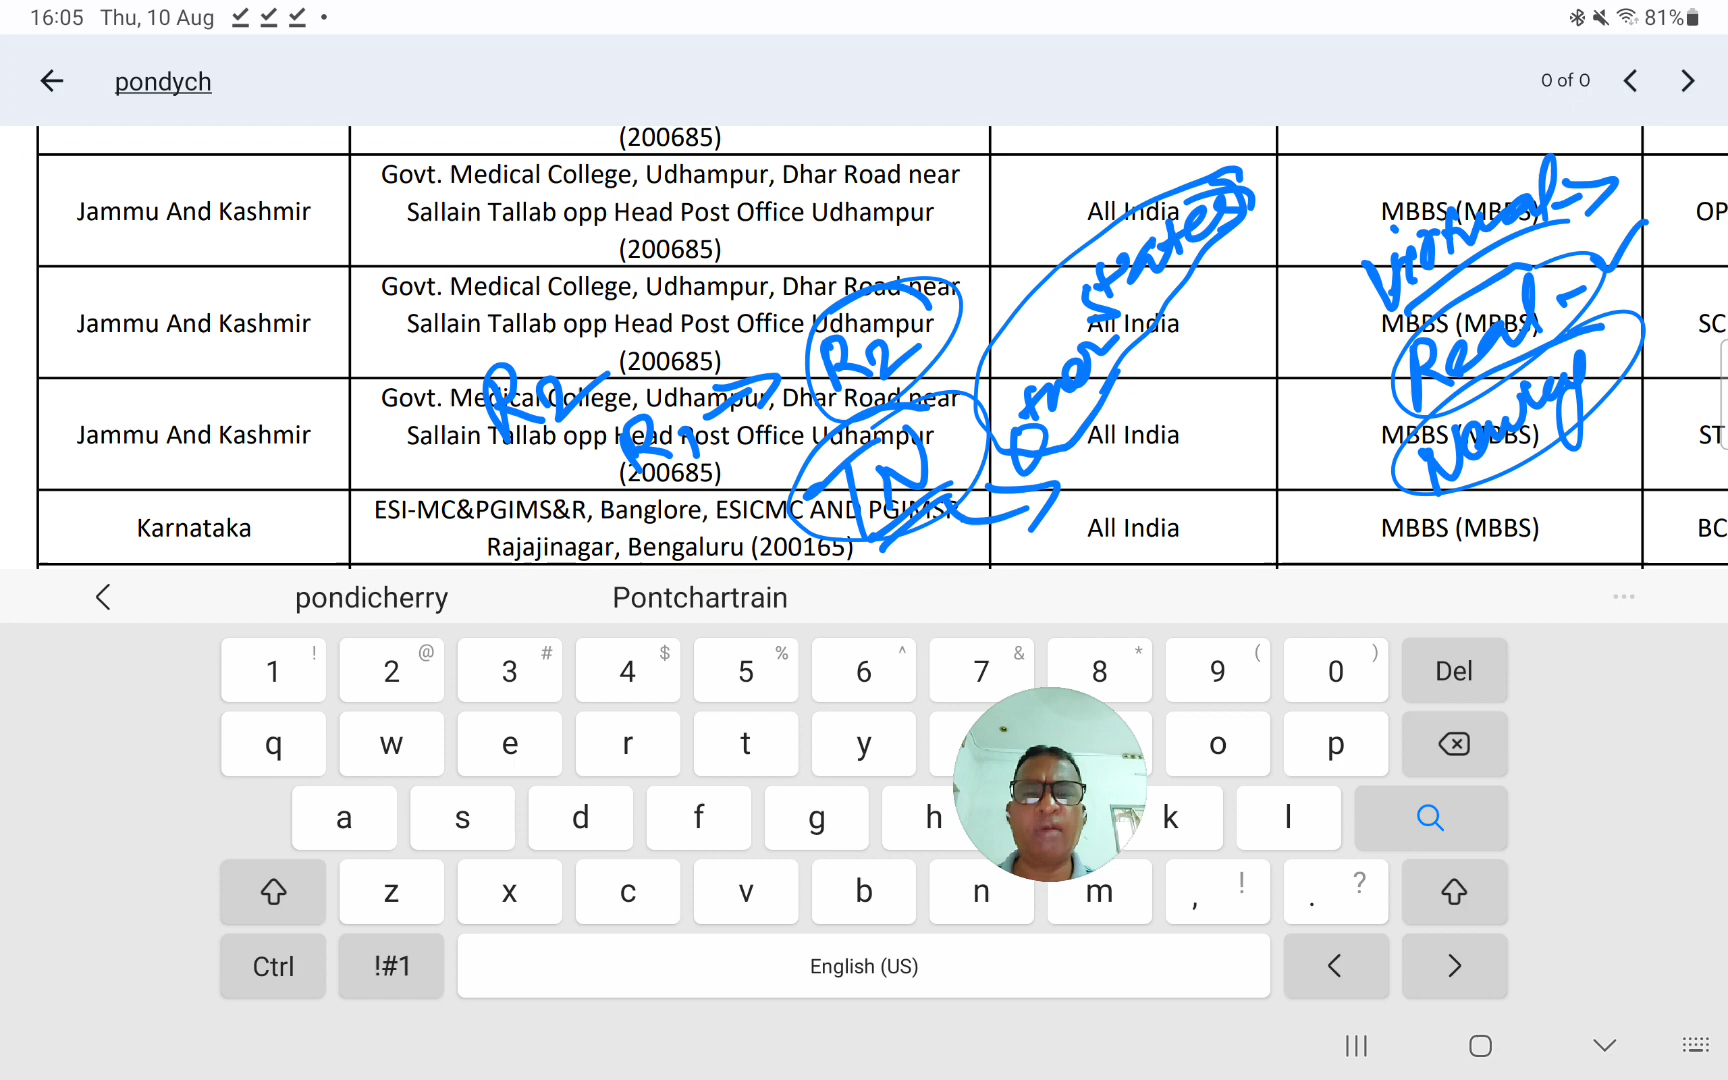 16:05 Thu, 10 Aug 81%
pondych 0 of 0
(200685)
Jammu And Kashmir Govt. Medical College, Udhampur, Dhar Road near Sallain Tallab opp Head Post Office Udhampur (200685) All India MBBS (MBBS) OP
Jammu And Kashmir Govt. Medical College, Udhampur, Dhar Road near Sallain Tallab opp Head Post Office Udhampur (200685) All India MBBS (MBBS) SC
Jammu And Kashmir Govt. Medical College, Udhampur, Dhar Road near Sallain Tallab opp Head Post Office Udhampur (200685) All India MBBS (MBBS) ST
Karnataka ESI-MC&PGIMS&R, Banglore, ESICMC AND PGIMSR Rajajinagar, Bengaluru (200165) All India MBBS (MBBS) BC
R2
R1
R2
TN
Other states
Virtual
Real
pondicherry Pontchartrain ...
1 ! 2 @ 3 # 4 $ 5 % 6 ^ 7 & 8 * 9 ( 0 ) Del
q w e r t y o p
a s d f g h k l
z x c v b n m , ! . ?
Ctrl !#1 English (US) < >